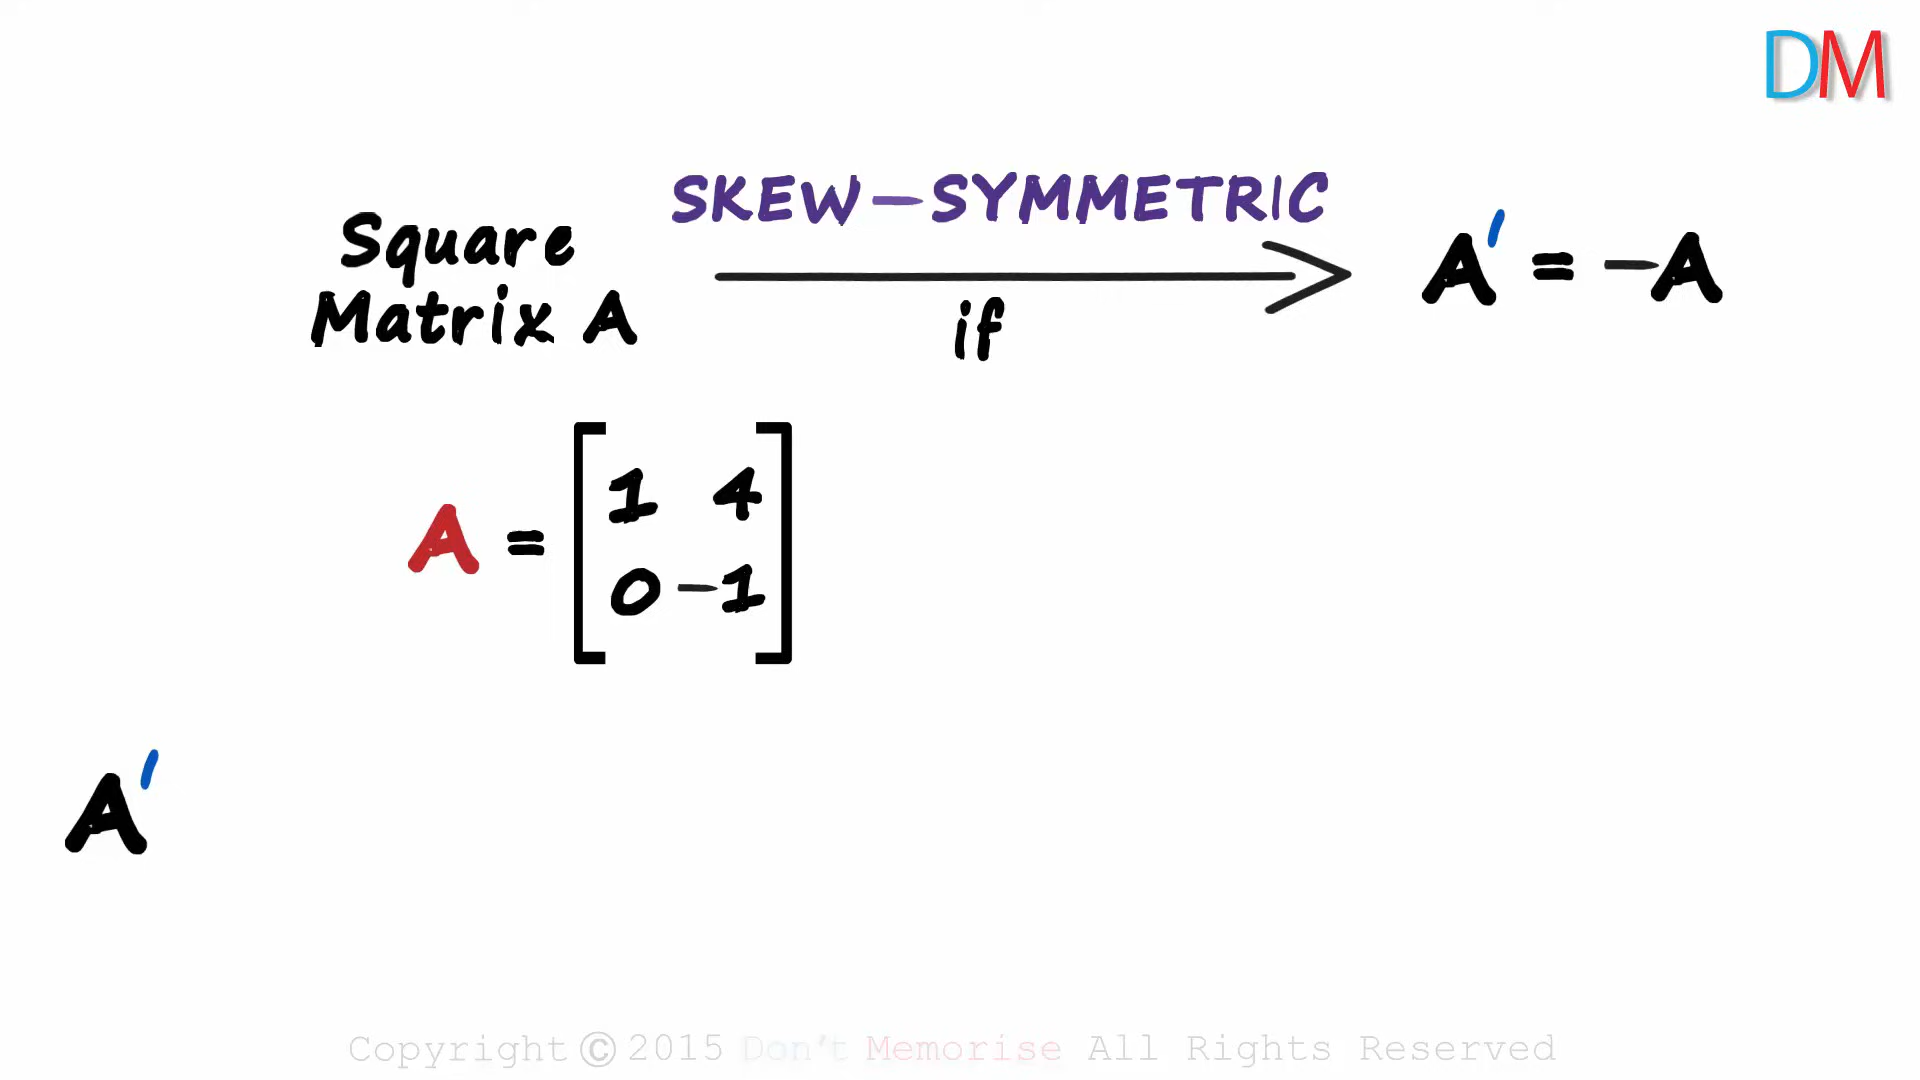 DM
SKEW-SYMMETRIC
Square
Matrix A
if
A' = -A
A = [1 4
0 -1]
A'
Copyright © 2015 Don't Memorise All Rights Reserved